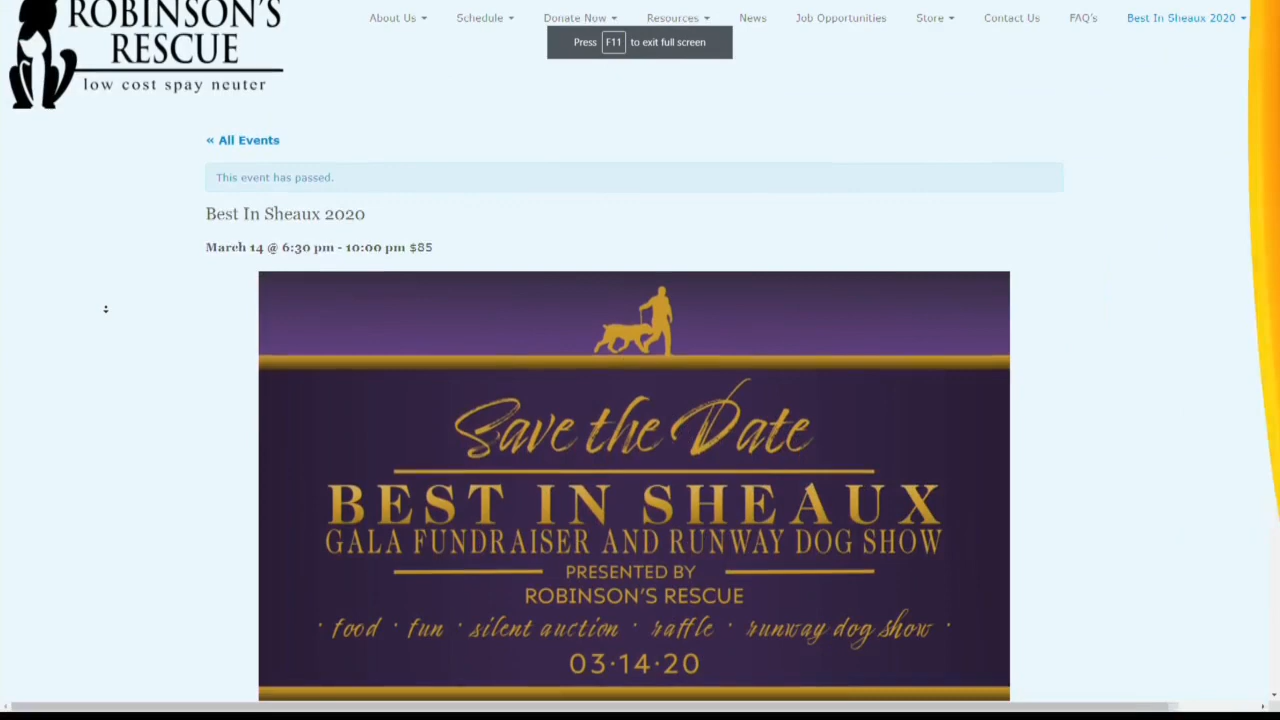 ROBINSON'S
RESCUE
low cost spay neuter
About Us Schedule Donate Now Resources News Job Opportunities Store Contact Us FAQ's Best In Sheaux 2020
Press F11 to exit full screen
« All Events
This event has passed.
Best In Sheaux 2020
March 14 @ 6:30 pm - 10:00 pm $85
Save the Date
BEST IN SHEAUX
GALA FUNDRAISER AND RUNWAY DOG SHOW
PRESENTED BY
ROBINSON'S RESCUE
· food · fun · silent auction · raffle · runway dog show ·
03·14·20